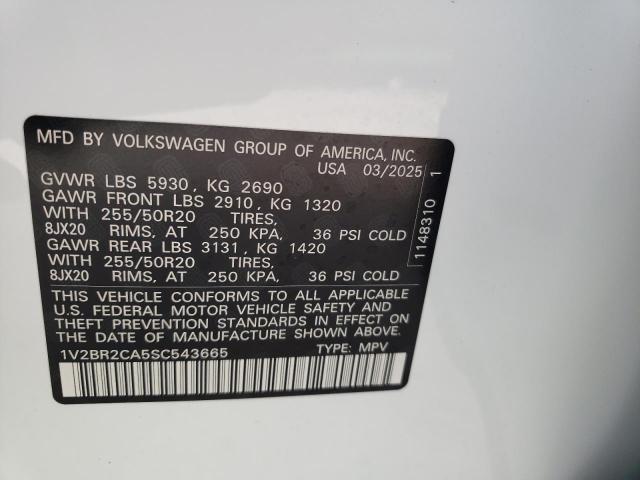 MFD BY VOLKSWAGEN GROUP OF AMERICA, INC.
USA 03/2025
GVWR LBS 5930, KG 2690
GAWR FRONT LBS 2910, KG 1320
WITH 255/50R20 TIRES,
8JX20 RIMS, AT 250 KPA, 36 PSI COLD
GAWR REAR LBS 3131, KG 1420
WITH 255/50R20 TIRES,
8JX20 RIMS, AT 250 KPA, 36 PSI COLD
THIS VEHICLE CONFORMS TO ALL APPLICABLE
U.S. FEDERAL MOTOR VEHICLE SAFETY AND
THEFT PREVENTION STANDARDS IN EFFECT ON
THE DATE OF MANUFACTURE SHOWN ABOVE.
1V2BR2CA5SC543665 TYPE: MPV
1148310 1